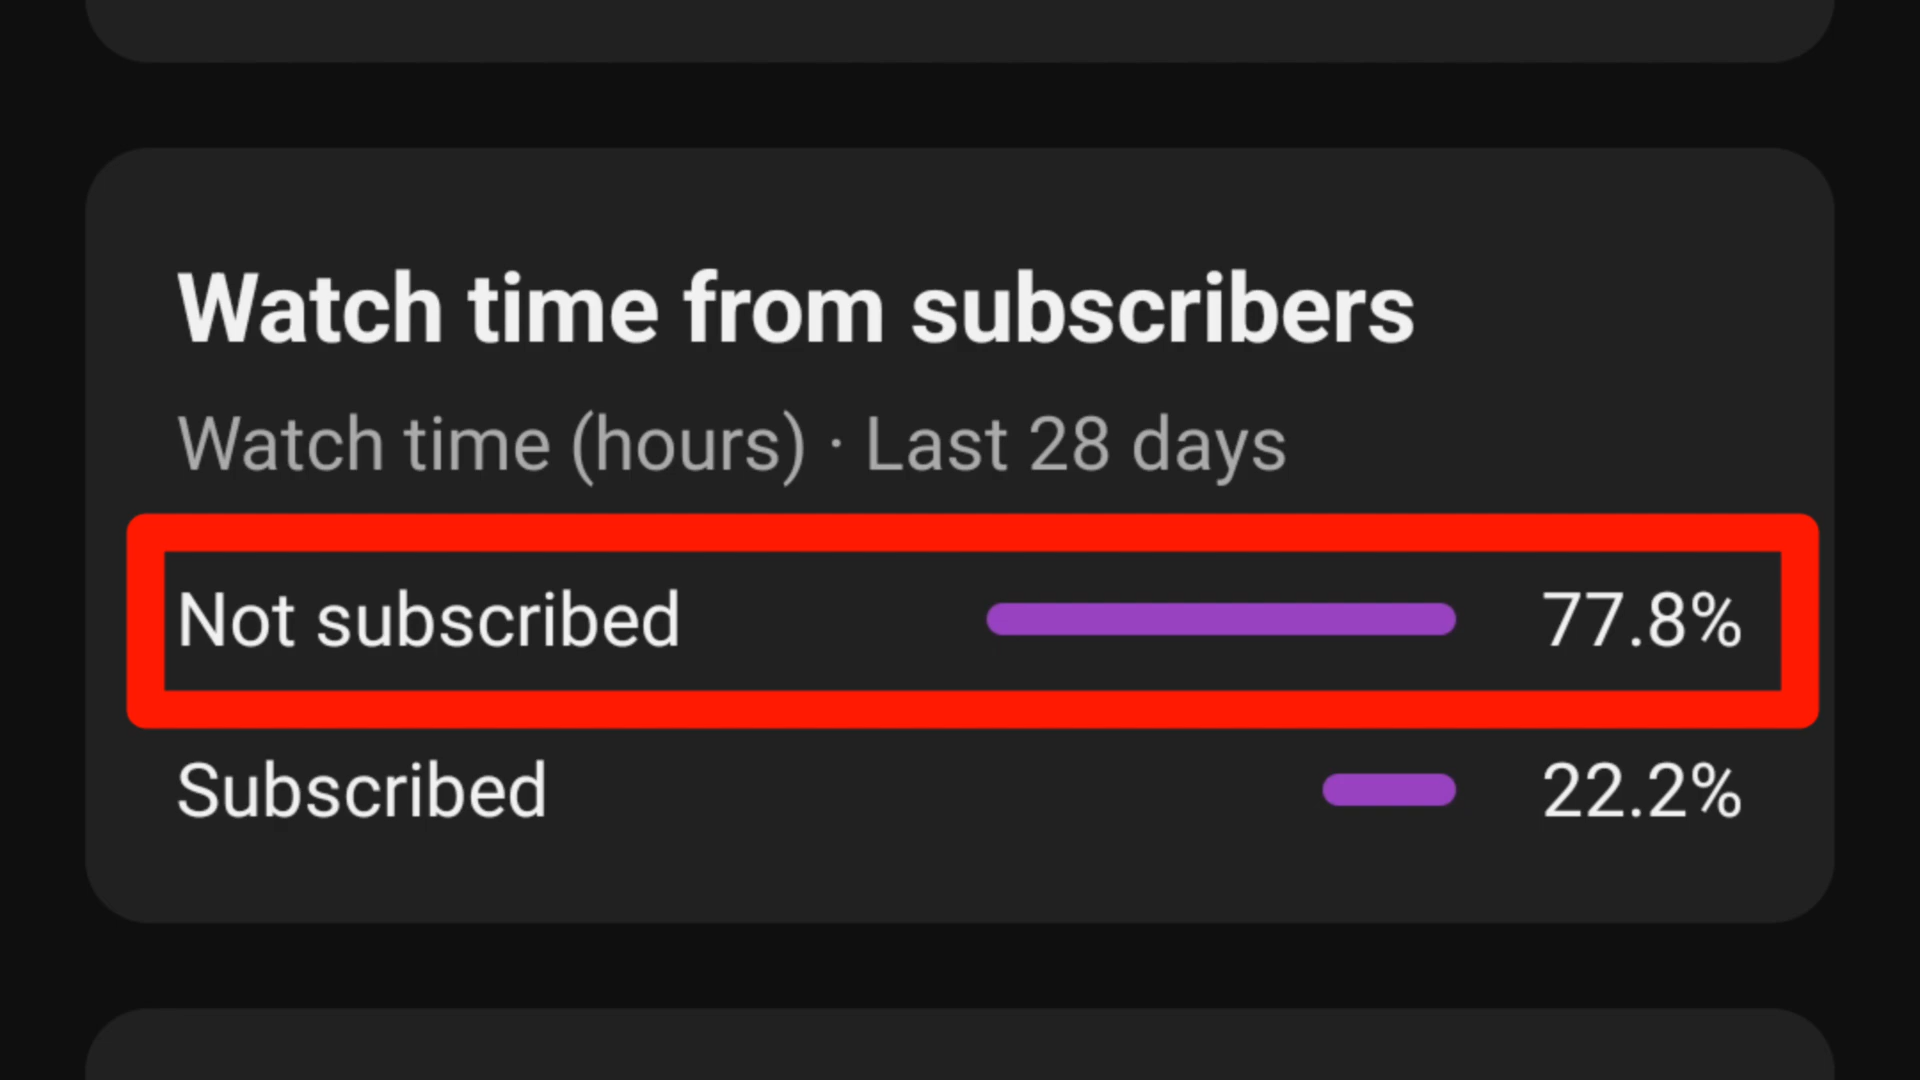 Watch time from subscribers
Watch time (hours) · Last 28 days
Not subscribed 77.8%
Subscribed 22.2%